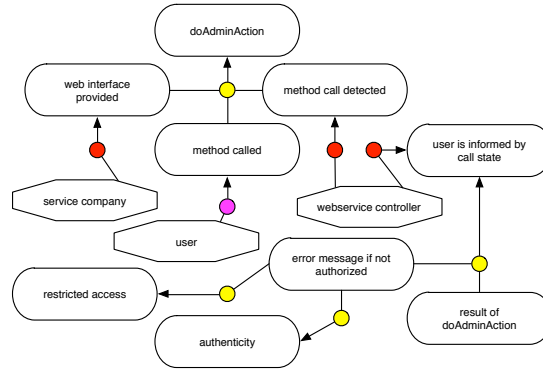 doAdminAction
web interface
provided
method call detected
method called
user is informed by
call state
service company
webservice controller
user
error message if not
authorized
restricted access
result of
doAdminAction
authenticity